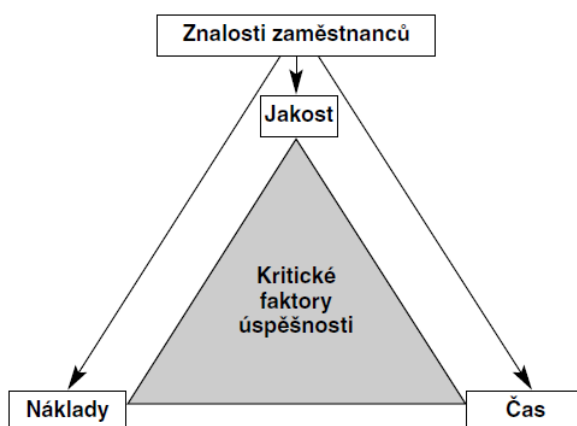 Znalosti zaměstnanců
Jakost
Kritické
faktory
úspěšnosti
Náklady
Čas